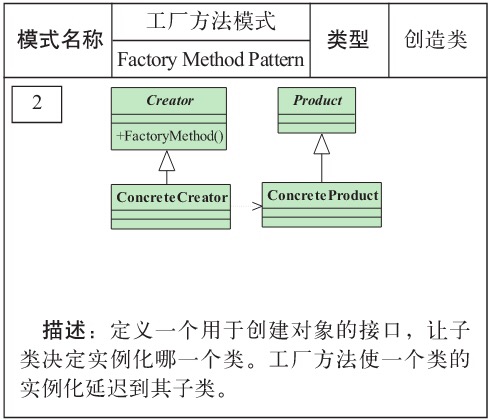 模式名称
工厂方法模式
Factory Method Pattern
类型
创造类
2
Creator
+FactoryMethod()
Product
ConcreteCreator
ConcreteProduct
描述：定义一个用于创建对象的接口，让子
类决定实例化哪一个类。工厂方法使一个类的
实例化延迟到其子类。